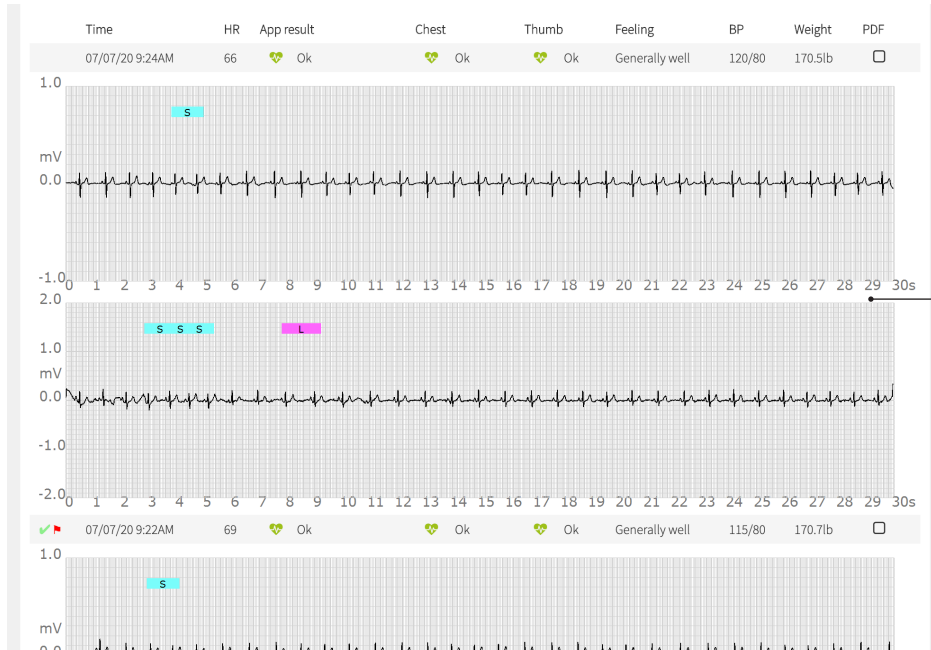 Time HR App result Chest Thumb Feeling BP Weight PDF
07/07/20 9:24AM 66 Ok Ok Ok Generally well 120/80 170.5lb
1.0
S
mV
0.0
-1.0
0 1 2 3 4 5 6 7 8 9 10 11 12 13 14 15 16 17 18 19 20 21 22 23 24 25 26 27 28 29 30s
2.0
S S S L
1.0
mV
0.0
-1.0
-2.0
0 1 2 3 4 5 6 7 8 9 10 11 12 13 14 15 16 17 18 19 20 21 22 23 24 25 26 27 28 29 30s
07/07/20 9:22AM 69 Ok Ok Ok Generally well 115/80 170.7lb
1.0
S
mV
0.0